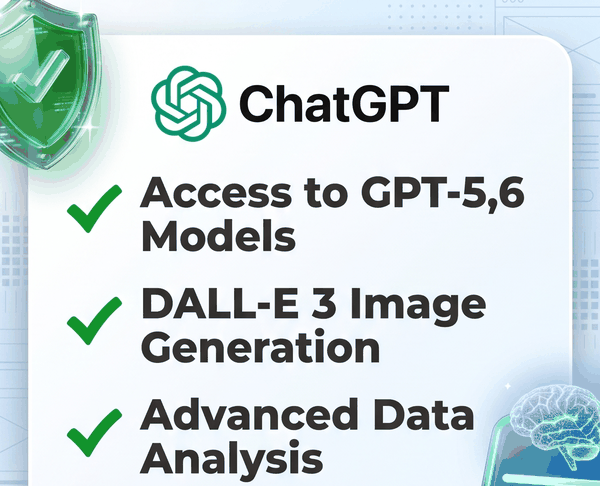 ChatGPT
Access to GPT-5,6
Models
DALL-E 3 Image
Generation
Advanced Data
Analysis